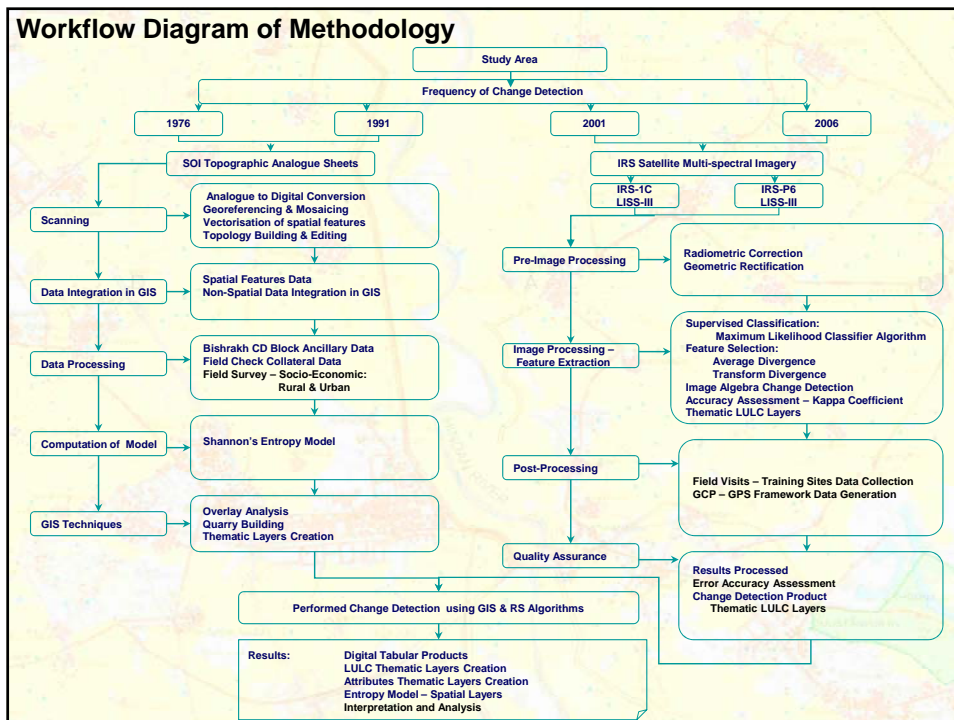 Workflow Diagram of Methodology
Study Area
Frequency of Change Detection
1976
1991
2001
2006
SOI Topographic Analogue Sheets
IRS Satellite Multi-spectral Imagery
IRS-1C
LISS-III
IRS-P6
LISS-III
Scanning
Analogue to Digital Conversion
Georeferencing & Mosaicing
Vectorisation of spatial features
Topology Building & Editing
Data Integration in GIS
Spatial Features Data
Non-Spatial Data Integration in GIS
Data Processing
Bishrakh CD Block Ancillary Data
Field Check Collateral Data
Field Survey – Socio-Economic:
Rural & Urban
Computation of Model
Shannon's Entropy Model
GIS Techniques
Overlay Analysis
Quarry Building
Thematic Layers Creation
Pre-Image Processing
Radiometric Correction
Geometric Rectification
Image Processing –
Feature Extraction
Supervised Classification:
Maximum Likelihood Classifier Algorithm
Feature Selection:
Average Divergence
Transform Divergence
Image Algebra Change Detection
Accuracy Assessment – Kappa Coefficient
Thematic LULC Layers
Post-Processing
Field Visits – Training Sites Data Collection
GCP – GPS Framework Data Generation
Quality Assurance
Results Processed
Error Accuracy Assessment
Change Detection Product
Thematic LULC Layers
Performed Change Detection using GIS & RS Algorithms
Results: Digital Tabular Products
LULC Thematic Layers Creation
Attributes Thematic Layers Creation
Entropy Model – Spatial Layers
Interpretation and Analysis